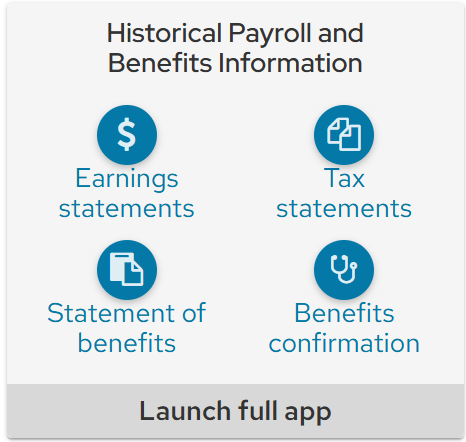 Historical Payroll and
Benefits Information
$
Earnings
statements
Tax
statements
Statement of
benefits
Benefits
confirmation
Launch full app